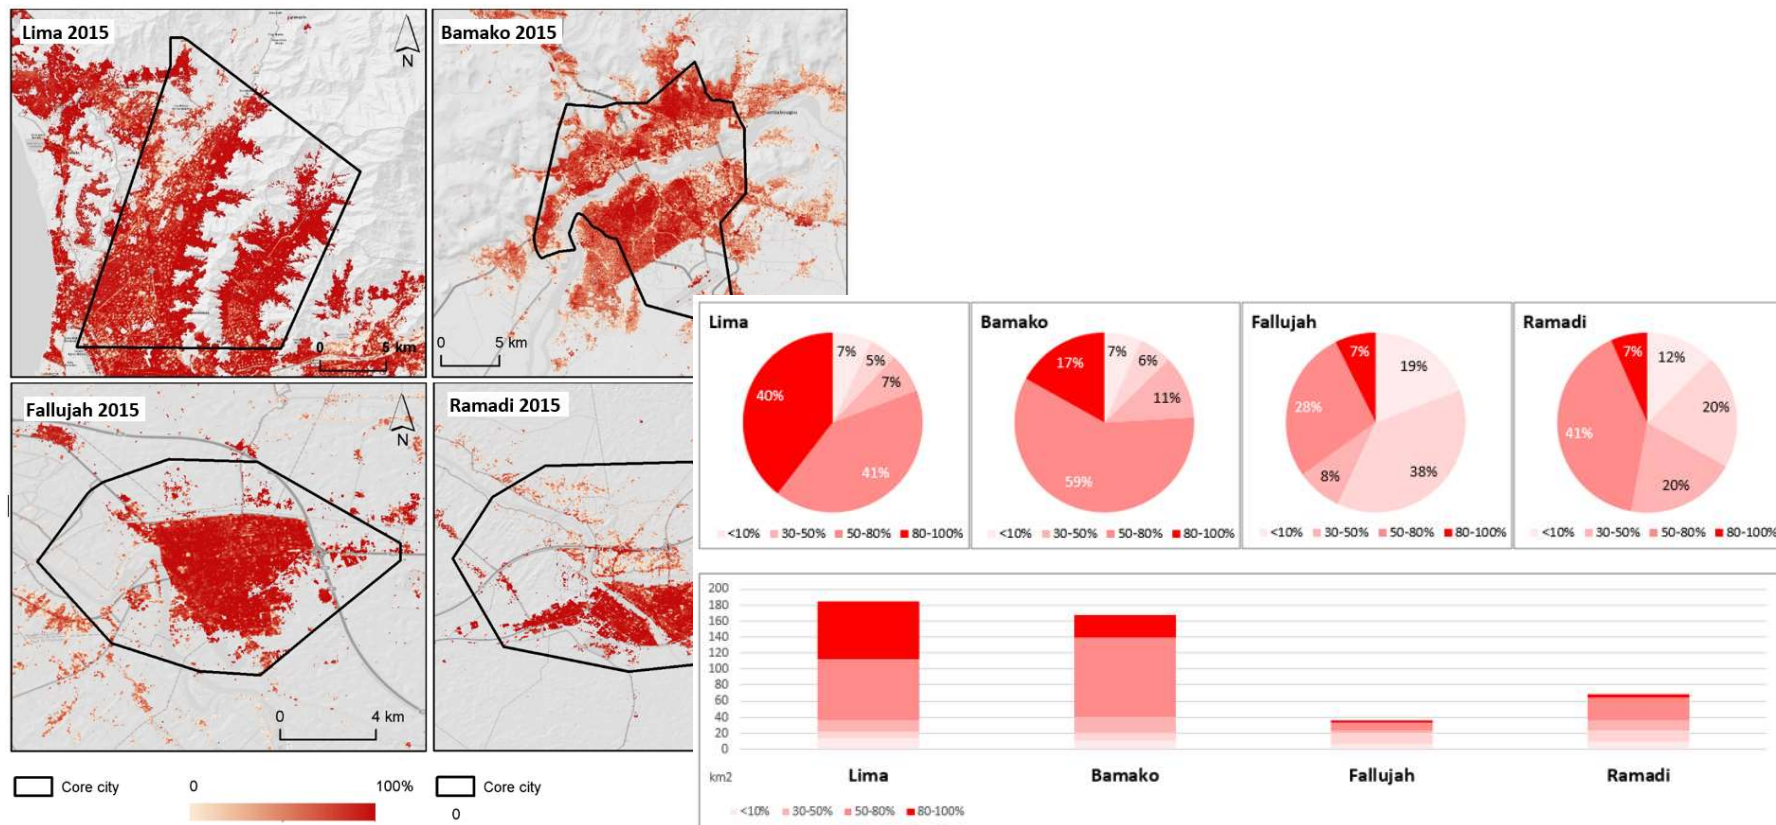 Lima 2015
N
0 5 km
Bamako 2015
0 5 km
Fallujah 2015
N
0 4 km
Ramadi 2015
Core city
0 100%
Core city
0
Lima
7%
5%
7%
41%
40%
<10% 30-50% 50-80% 80-100%
Bamako
7%
6%
11%
59%
17%
<10% 30-50% 50-80% 80-100%
Fallujah
19%
38%
8%
28%
7%
<10% 30-50% 50-80% 80-100%
Ramadi
12%
20%
20%
41%
7%
<10% 30-50% 50-80% 80-100%
200
180
160
140
120
100
80
60
40
20
0
km2 Lima Bamako Fallujah Ramadi
<10% 30-50% 50-80% 80-100%